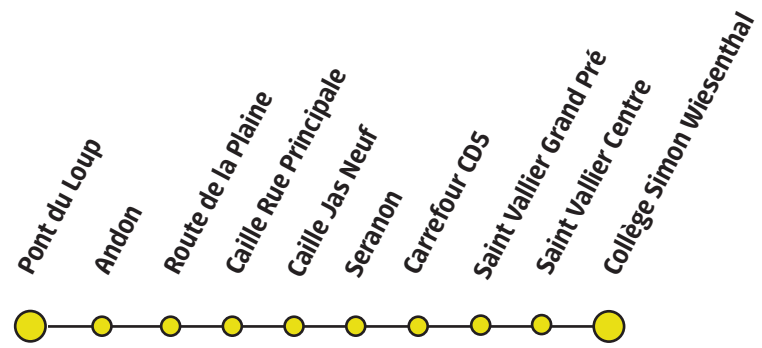 Pont du Loup
Andon
Route de la Plaine
Caille Rue Principale
Caille Jas Neuf
Seranon
Carrefour CD5
Saint Vallier Grand Pré
Saint Vallier Centre
Collège Simon Wiesenthal